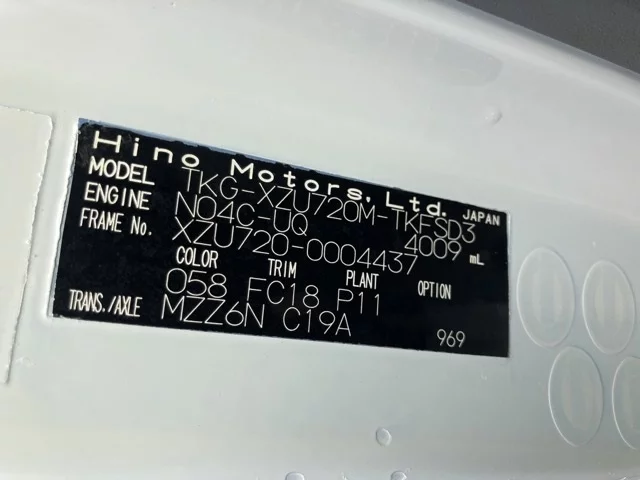 Hino Motors, Ltd. JAPAN
MODEL TKG-XZU720M-TKFSD3
ENGINE N04C-UQ 4009 mL
FRAME No. XZU720-0004437
COLOR TRIM PLANT OPTION
058 FC18 P11
TRANS./AXLE MZZ6N C19A
969